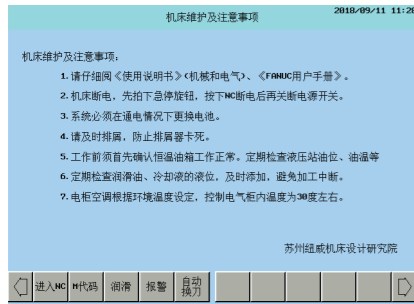 机床维护及注意事项
2018/09/11 11:28
机床维护及注意事项:
1.请仔细阅《使用说明书》(机械和电气)、《FANUC用户手册》。
2.机床断电，先拍下急停旋钮，按下NC断电后再关断电源开关。
3.系统必须在通电情况下更换电池。
4.请及时排屑，防止排屑器卡死。
5.工作前须首先确认恒温油箱工作正常。定期检查液压站油位、油温等
6.定期检查润滑油、冷却液的液位，及时添加，避免加工中断。
7.电柜空调根据环境温度设定，控制电气柜内温度为30度左右。
苏州纽威机床设计研究院
进入NC M代码 润滑 报警 自动换刀